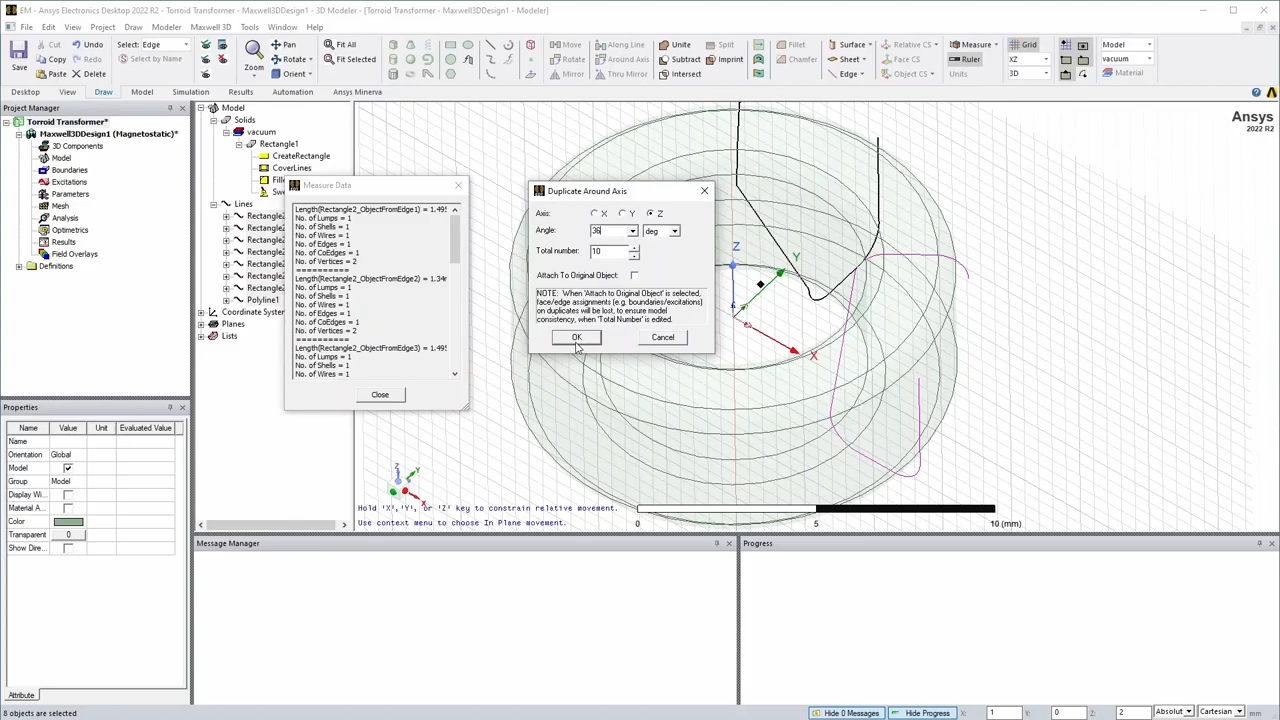 EM - Ansys Electronics Desktop 2022 R2 - Torroid Transformer - Maxwell3DDesign1 - 3D Modeler - [Torroid Transformer - Maxwell3DDesign1 - Modeler]
File Edit View Project Draw Modeler Maxwell 3D Tools Window Help
Save
Cut Copy Paste
Undo Redo Delete
Select: Edge
Select by Name
Zoom
Pan Rotate Orient
Fit All Fit Selected
Move Rotate Mirror
Along Line Around Axis Thru Mirror
Unite Subtract Intersect
Split Imprint
Fillet Chamfer
Surface Sheet Edge
Relative CS Face CS Object CS
Measure Ruler Units
Grid XZ 3D
Model vacuum Material
Desktop View Draw Model Simulation Results Automation Ansys Minerva
Project Manager
Torroid Transformer*
Maxwell3DDesign1 (Magnetostatic)*
3D Components
Model
Boundaries
Excitations
Parameters
Mesh
Analysis
Optimetrics
Results
Field Overlays
Definitions
Model
Solids
vacuum
Rectangle1
CreateRectangle
CoverLines
Fille
Swe
Lines
Rectangle2
Rectangle2
Rectangle2
Rectangle2
Rectangle2
Rectangle2
Rectangle2
Polyline1
Coordinate Sys
Planes
Lists
Measure Data
Length(Rectangle2_ObjectFromEdge1) = 1.495
No. of Lumps = 1
No. of Shells = 1
No. of Wires = 1
No. of Edges = 1
No. of CoEdges = 1
No. of Vertices = 2
==========
Length(Rectangle2_ObjectFromEdge2) = 1.34r
No. of Lumps = 1
No. of Shells = 1
No. of Wires = 1
No. of Edges = 1
No. of CoEdges = 1
No. of Vertices = 2
==========
Length(Rectangle2_ObjectFromEdge3) = 1.495
No. of Lumps = 1
No. of Shells = 1
No. of Wires = 1
Close
Duplicate Around Axis
Axis: X Y Z
Angle: 36 deg
Total number: 10
Attach To Original Object:
NOTE: When 'Attach to Original Object' is selected,
face/edge assignments (e.g. boundaries/excitations)
on duplicates will be lost, to ensure model
consistency, when 'Total Number' is edited.
OK Cancel
Ansys
2022 R2
Z
Y
X
Z
Y
X
Hold 'X','Y', or 'Z' key to constrain relative movement.
Use context menu to choose In Plane movement.
0 5 10 (mm)
Properties
Name Value Unit Evaluated Value
Name
Orientation Global
Model
Group Model
Display Wi...
Material A...
Color
Transparent 0
Show Dire...
Attribute
Message Manager
Progress
8 objects are selected
Hide 0 Messages Hide Progress X: 1 Y: 0 Z: 2 Absolut Cartesian mm